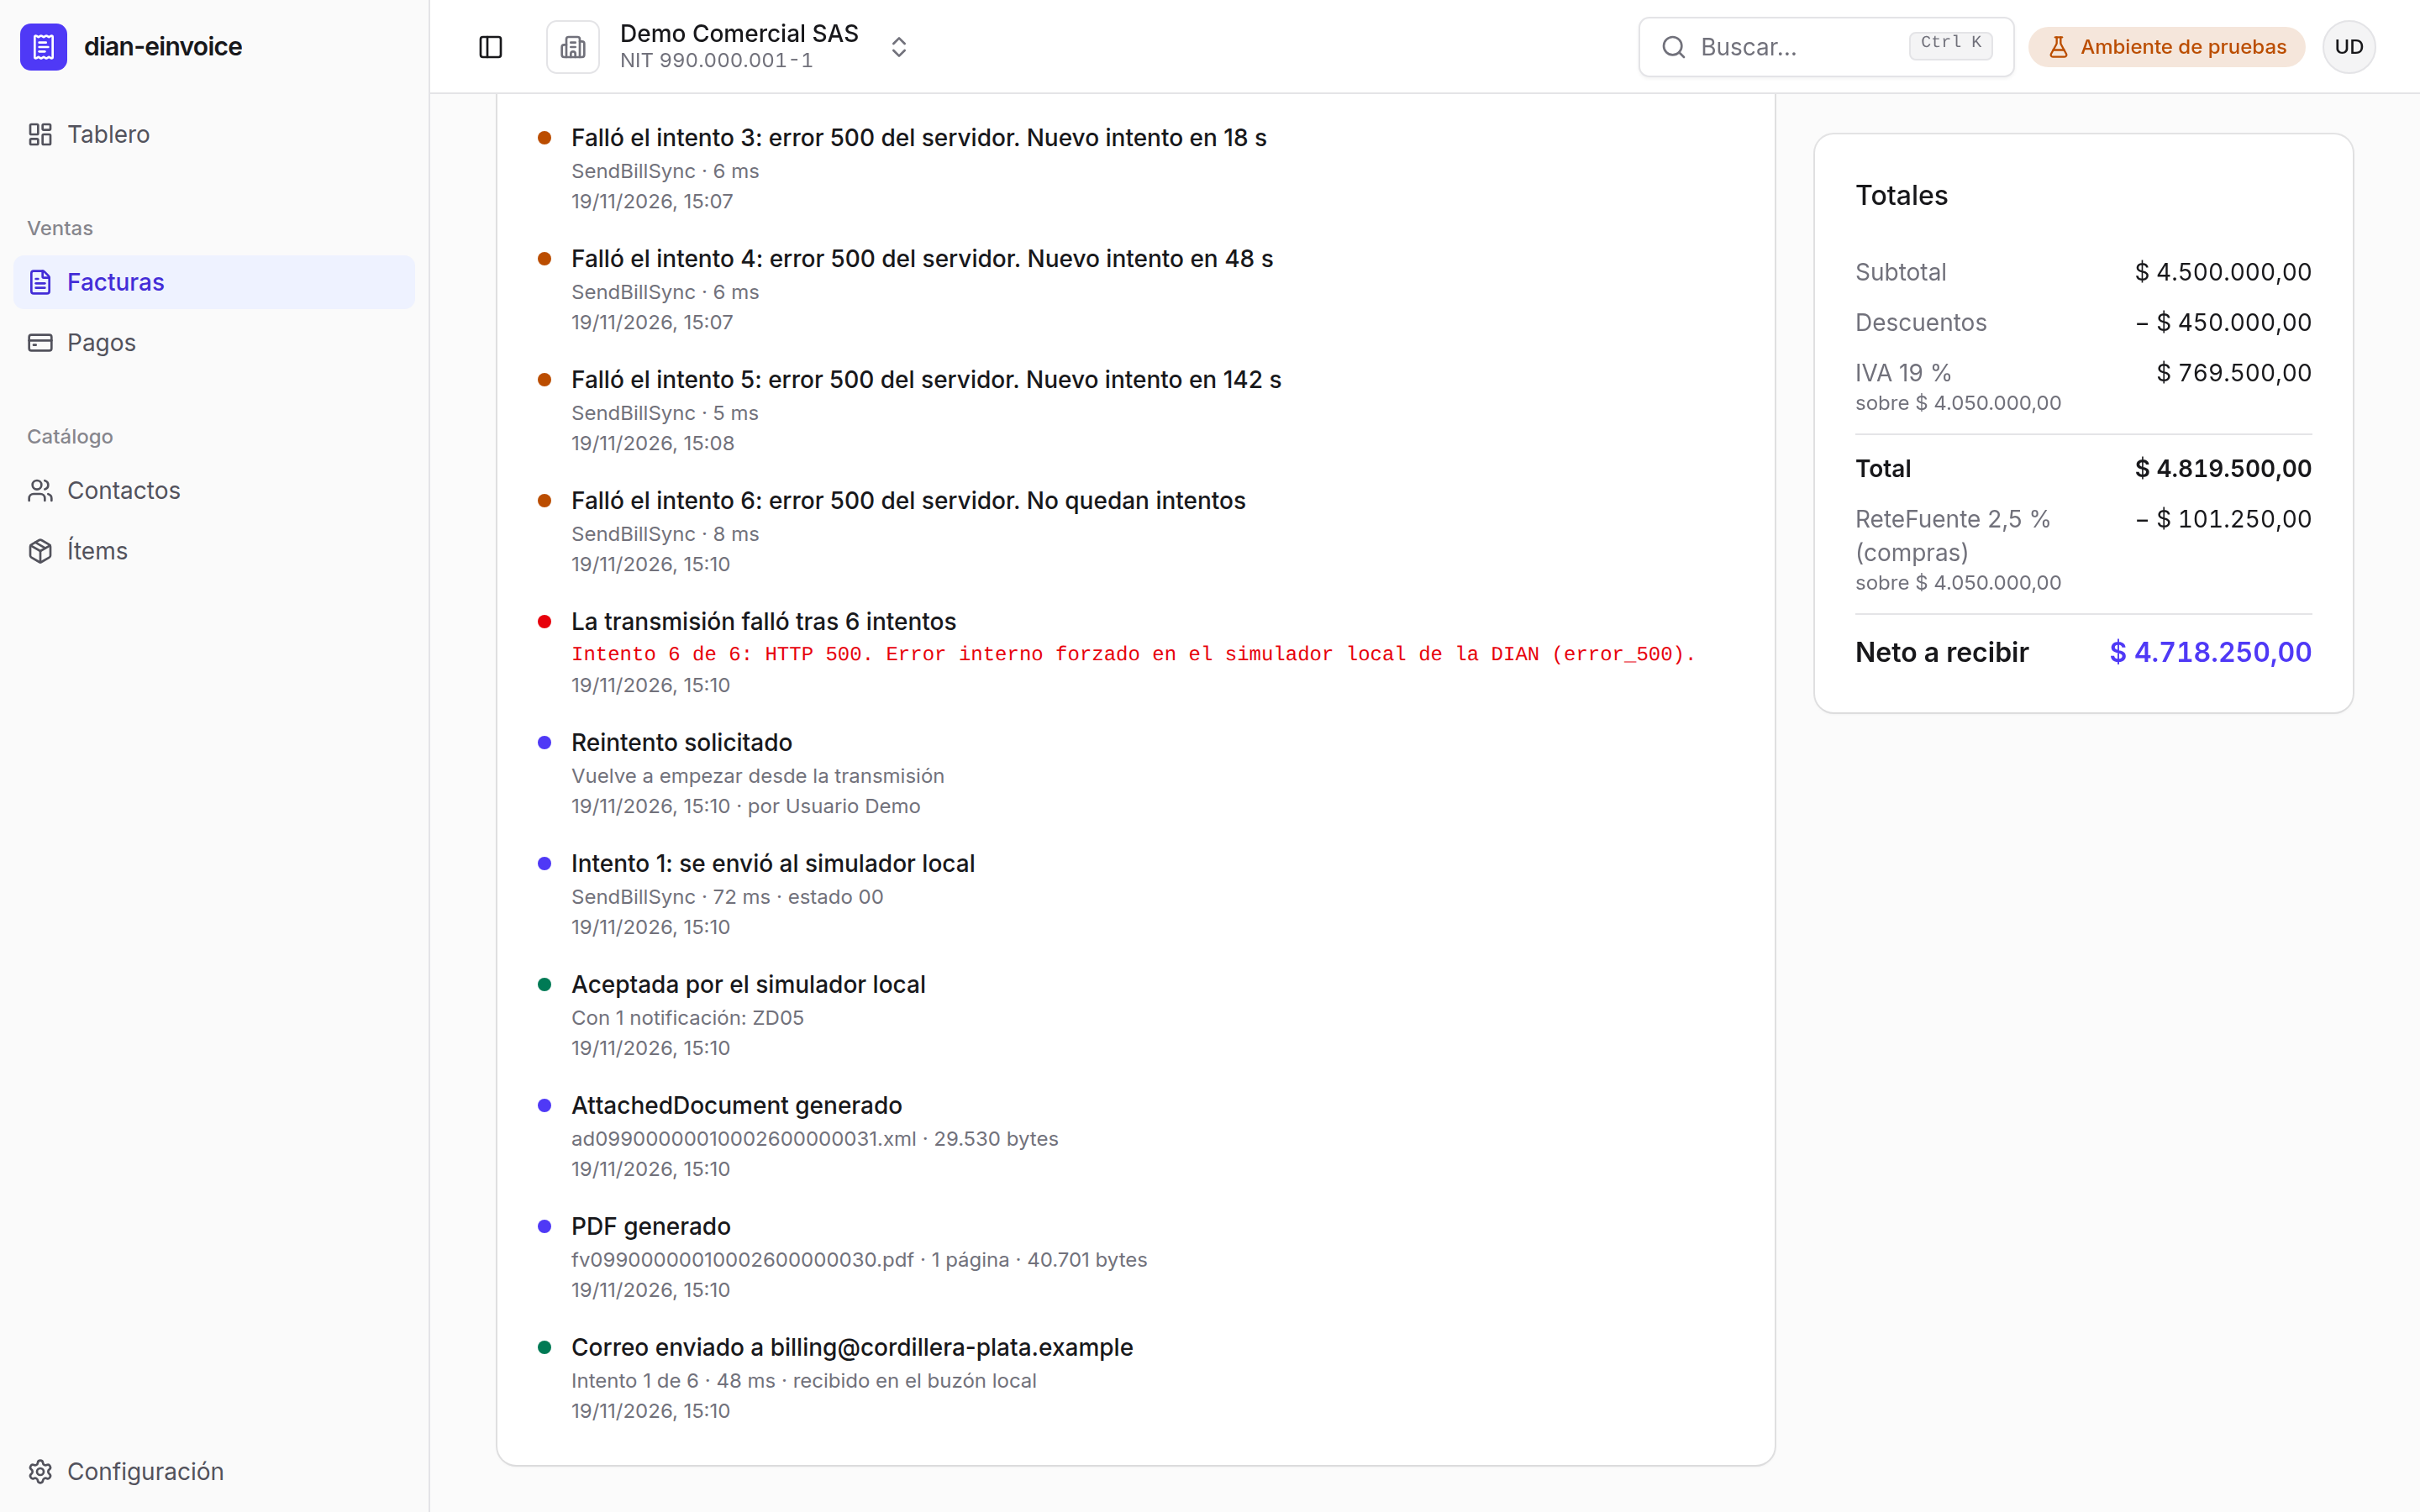 dian-einvoice
Tablero
Ventas
Facturas
Pagos
Catálogo
Contactos
Ítems
Configuración
Demo Comercial SAS
NIT 990.000.001-1
Buscar...
Ctrl K
Ambiente de pruebas
UD
Falló el intento 3: error 500 del servidor. Nuevo intento en 18 s
SendBillSync · 6 ms
19/11/2026, 15:07
Falló el intento 4: error 500 del servidor. Nuevo intento en 48 s
SendBillSync · 6 ms
19/11/2026, 15:07
Falló el intento 5: error 500 del servidor. Nuevo intento en 142 s
SendBillSync · 5 ms
19/11/2026, 15:08
Falló el intento 6: error 500 del servidor. No quedan intentos
SendBillSync · 8 ms
19/11/2026, 15:10
La transmisión falló tras 6 intentos
Intento 6 de 6: HTTP 500. Error interno forzado en el simulador local de la DIAN (error_500).
19/11/2026, 15:10
Reintento solicitado
Vuelve a empezar desde la transmisión
19/11/2026, 15:10 · por Usuario Demo
Intento 1: se envió al simulador local
SendBillSync · 72 ms · estado 00
19/11/2026, 15:10
Aceptada por el simulador local
Con 1 notificación: ZD05
19/11/2026, 15:10
AttachedDocument generado
ad09900000010002600000031.xml · 29.530 bytes
19/11/2026, 15:10
PDF generado
fv09900000010002600000030.pdf · 1 página · 40.701 bytes
19/11/2026, 15:10
Correo enviado a billing@cordillera-plata.example
Intento 1 de 6 · 48 ms · recibido en el buzón local
19/11/2026, 15:10
Totales
Subtotal $ 4.500.000,00
Descuentos − $ 450.000,00
IVA 19 % $ 769.500,00
sobre $ 4.050.000,00
Total $ 4.819.500,00
ReteFuente 2,5 % − $ 101.250,00
(compras)
sobre $ 4.050.000,00
Neto a recibir $ 4.718.250,00